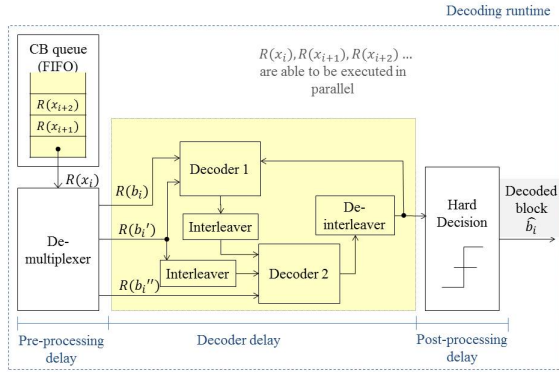 Decoding runtime
CB queue
(FIFO)
R(x_{i+2})
R(x_{i+1})
R(x_i)
R(x_i), R(x_{i+1}), R(x_{i+2}) ...
are able to be executed in
parallel
De-
multiplexer
R(b_i)
R(b_i')
R(b_i'')
Decoder 1
Interleaver
Interleaver
Decoder 2
De-
interleaver
Hard
Decision
Decoded
block
\hat{b_i}
Pre-processing
delay
Decoder delay
Post-processing
delay